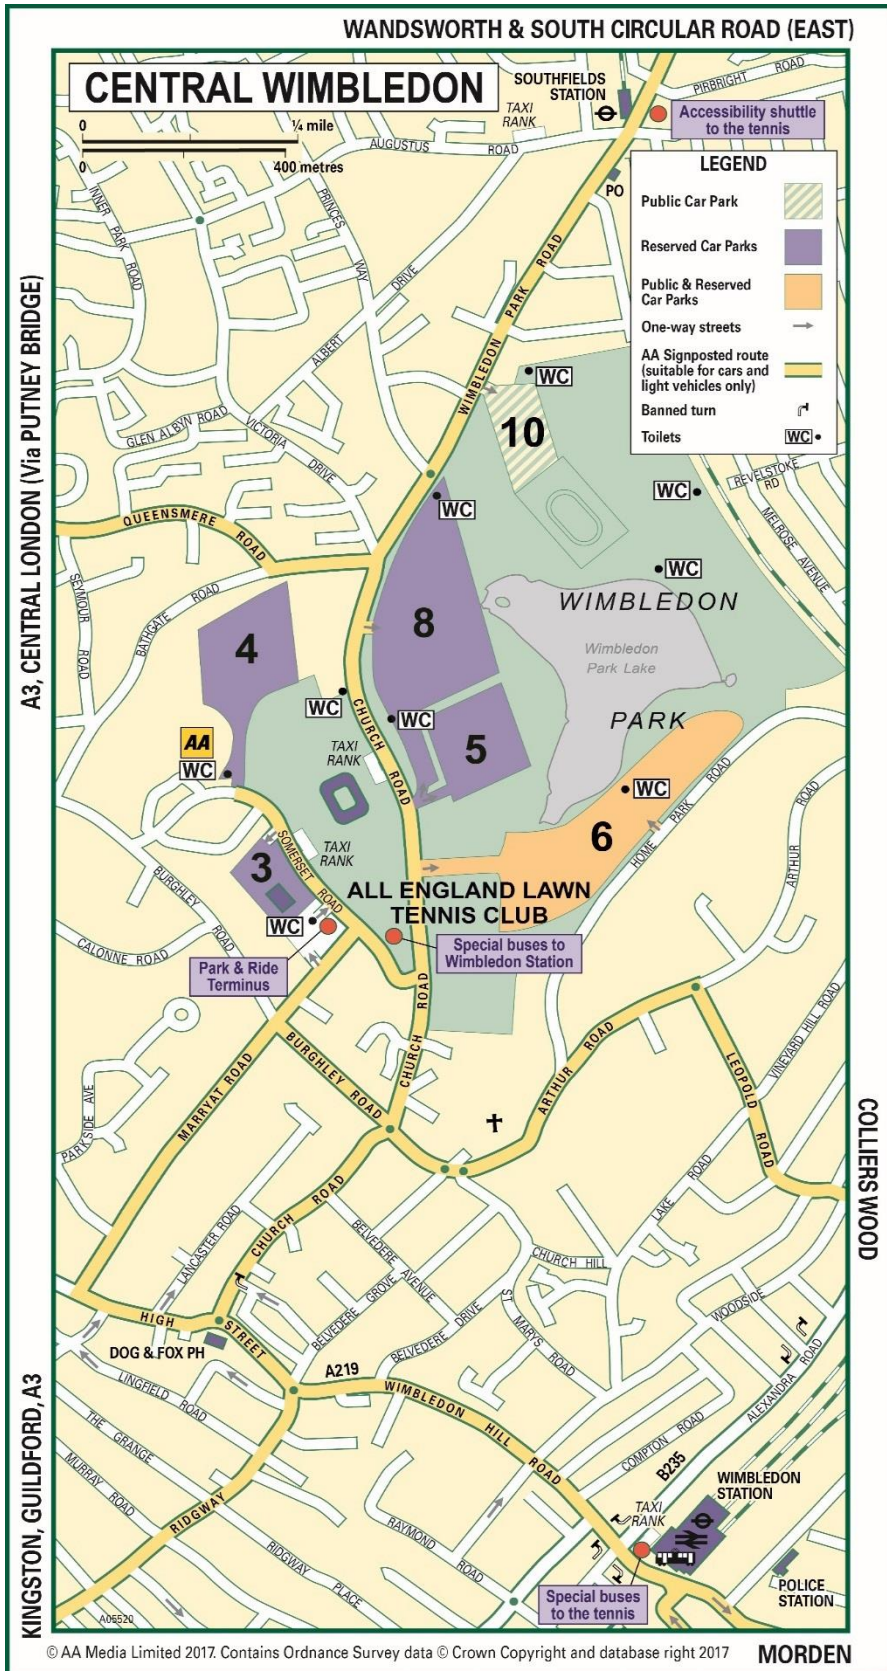 WANDSWORTH & SOUTH CIRCULAR ROAD (EAST)
CENTRAL WIMBLEDON
0
¼ mile
0
400 metres
SOUTHFIELDS
STATION
TAXI
RANK
PIRBRIGHT ROAD
Accessibility shuttle
to the tennis
AUGUSTUS ROAD
PO
LEGEND
Public Car Park
Reserved Car Parks
Public & Reserved
Car Parks
One-way streets
AA Signposted route
(suitable for cars and
light vehicles only)
Banned turn
Toilets
WC
INNER PARK ROAD
PRINCES WAY
ALBERT DRIVE
WIMBLEDON PARK ROAD
A3, CENTRAL LONDON (Via PUTNEY BRIDGE)
WC
10
GLEN ALBYN ROAD
VICTORIA DRIVE
REVELSTOKE
RD
WC
WC
MELROSE AVENUE
QUEENSMERE ROAD
WC
SEYMOUR ROAD
BATHGATE ROAD
WIMBLEDON
8
4
Wimbledon
Park Lake
WC
WC
PARK
CHURCH ROAD
AA
WC
TAXI
RANK
5
WC
HOME PARK ROAD
ARTHUR ROAD
6
SOMERSET ROAD
TAXI
RANK
3
BURGHLEY ROAD
ALL ENGLAND LAWN
TENNIS CLUB
WC
CALONNE ROAD
Park & Ride
Terminus
Special buses to
Wimbledon Station
CHURCH ROAD
VINEYARD HILL ROAD
BURGHLEY ROAD
ARTHUR ROAD
LEOPOLD ROAD
MARRYAT ROAD
PARKSIDE AVE
COLLIERS WOOD
CHURCH ROAD
LANCASTER ROAD
BELVEDERE AVENUE
LAKE ROAD
CHURCH HILL
BELVEDERE GROVE
ST MARYS ROAD
WOODSIDE
HIGH STREET
BELVEDERE DRIVE
DOG & FOX PH
A219
WIMBLEDON HILL ROAD
ALEXANDRA ROAD
LINGFIELD ROAD
THE GRANGE
COMPTON ROAD
B235
MURRAY ROAD
WIMBLEDON
STATION
KINGSTON, GUILDFORD, A3
RIDGWAY
TAXI
RANK
RAYMOND ROAD
RIDGWAY PLACE
Special buses
to the tennis
POLICE
STATION
A05520
© AA Media Limited 2017. Contains Ordnance Survey data © Crown Copyright and database right 2017
MORDEN